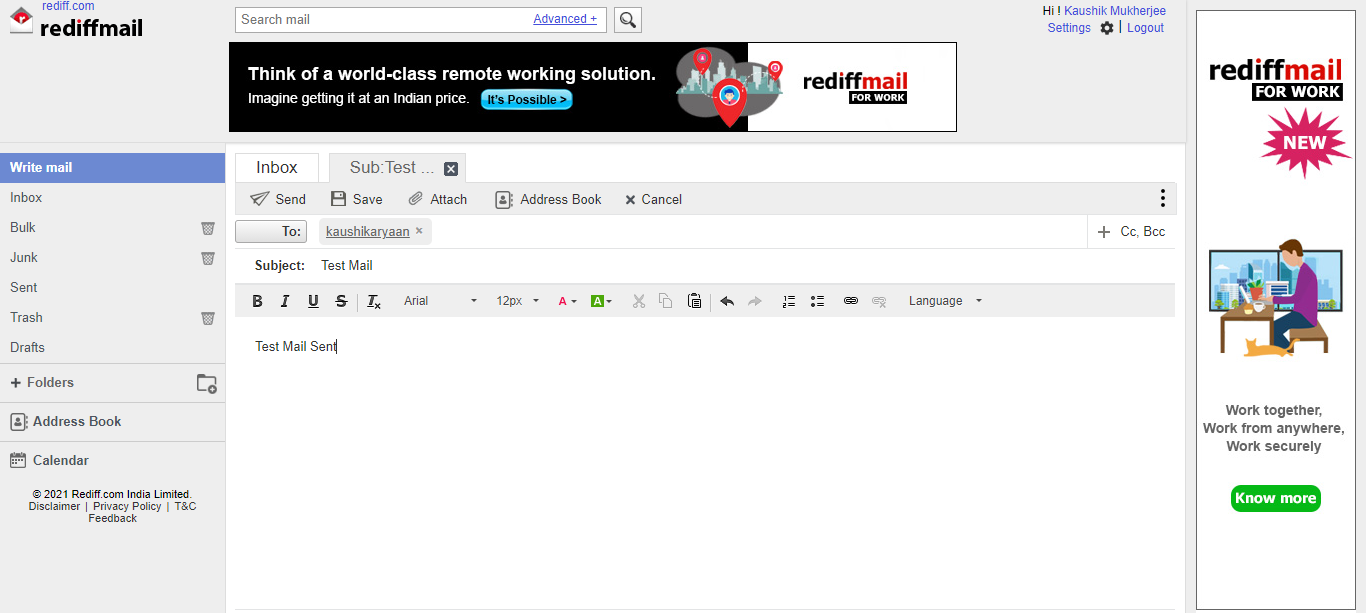 rediff.com
rediffmail
Search mail Advanced +
Hi ! Kaushik Mukherjee
Settings | Logout
Think of a world-class remote working solution.
Imagine getting it at an Indian price. It's Possible >
rediffmail
FOR WORK
Write mail
Inbox
Bulk
Junk
Sent
Trash
Drafts
+ Folders
Address Book
Calendar
© 2021 Rediff.com India Limited.
Disclaimer | Privacy Policy | T&C
Feedback
Inbox Sub:Test ...
Send Save Attach Address Book Cancel
To: kaushikaryaan × + Cc, Bcc
Subject: Test Mail
B I U S Tx Arial 12px A A Language
Test Mail Sent
rediffmail
FOR WORK
NEW
Work together,
Work from anywhere,
Work securely
Know more